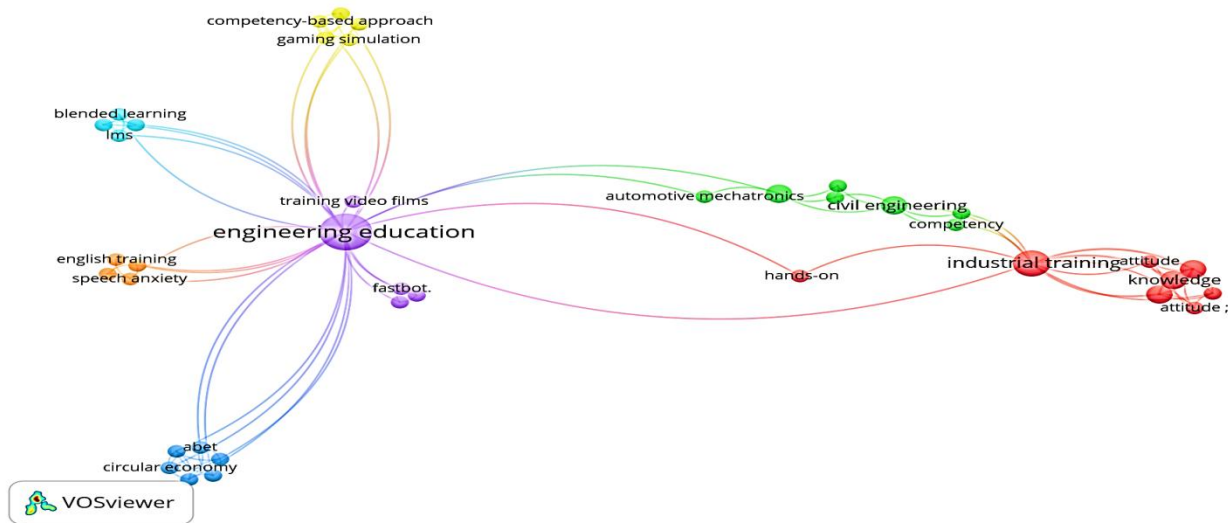 competency-based approach
gaming simulation
blended learning
lms
training video films
engineering education
automotive mechatronics
civil engineering
competency
english training
speech anxiety
fastbot.
hands-on
industrial training
attitude
knowledge
attitude ;
abet
circular economy
VOSviewer